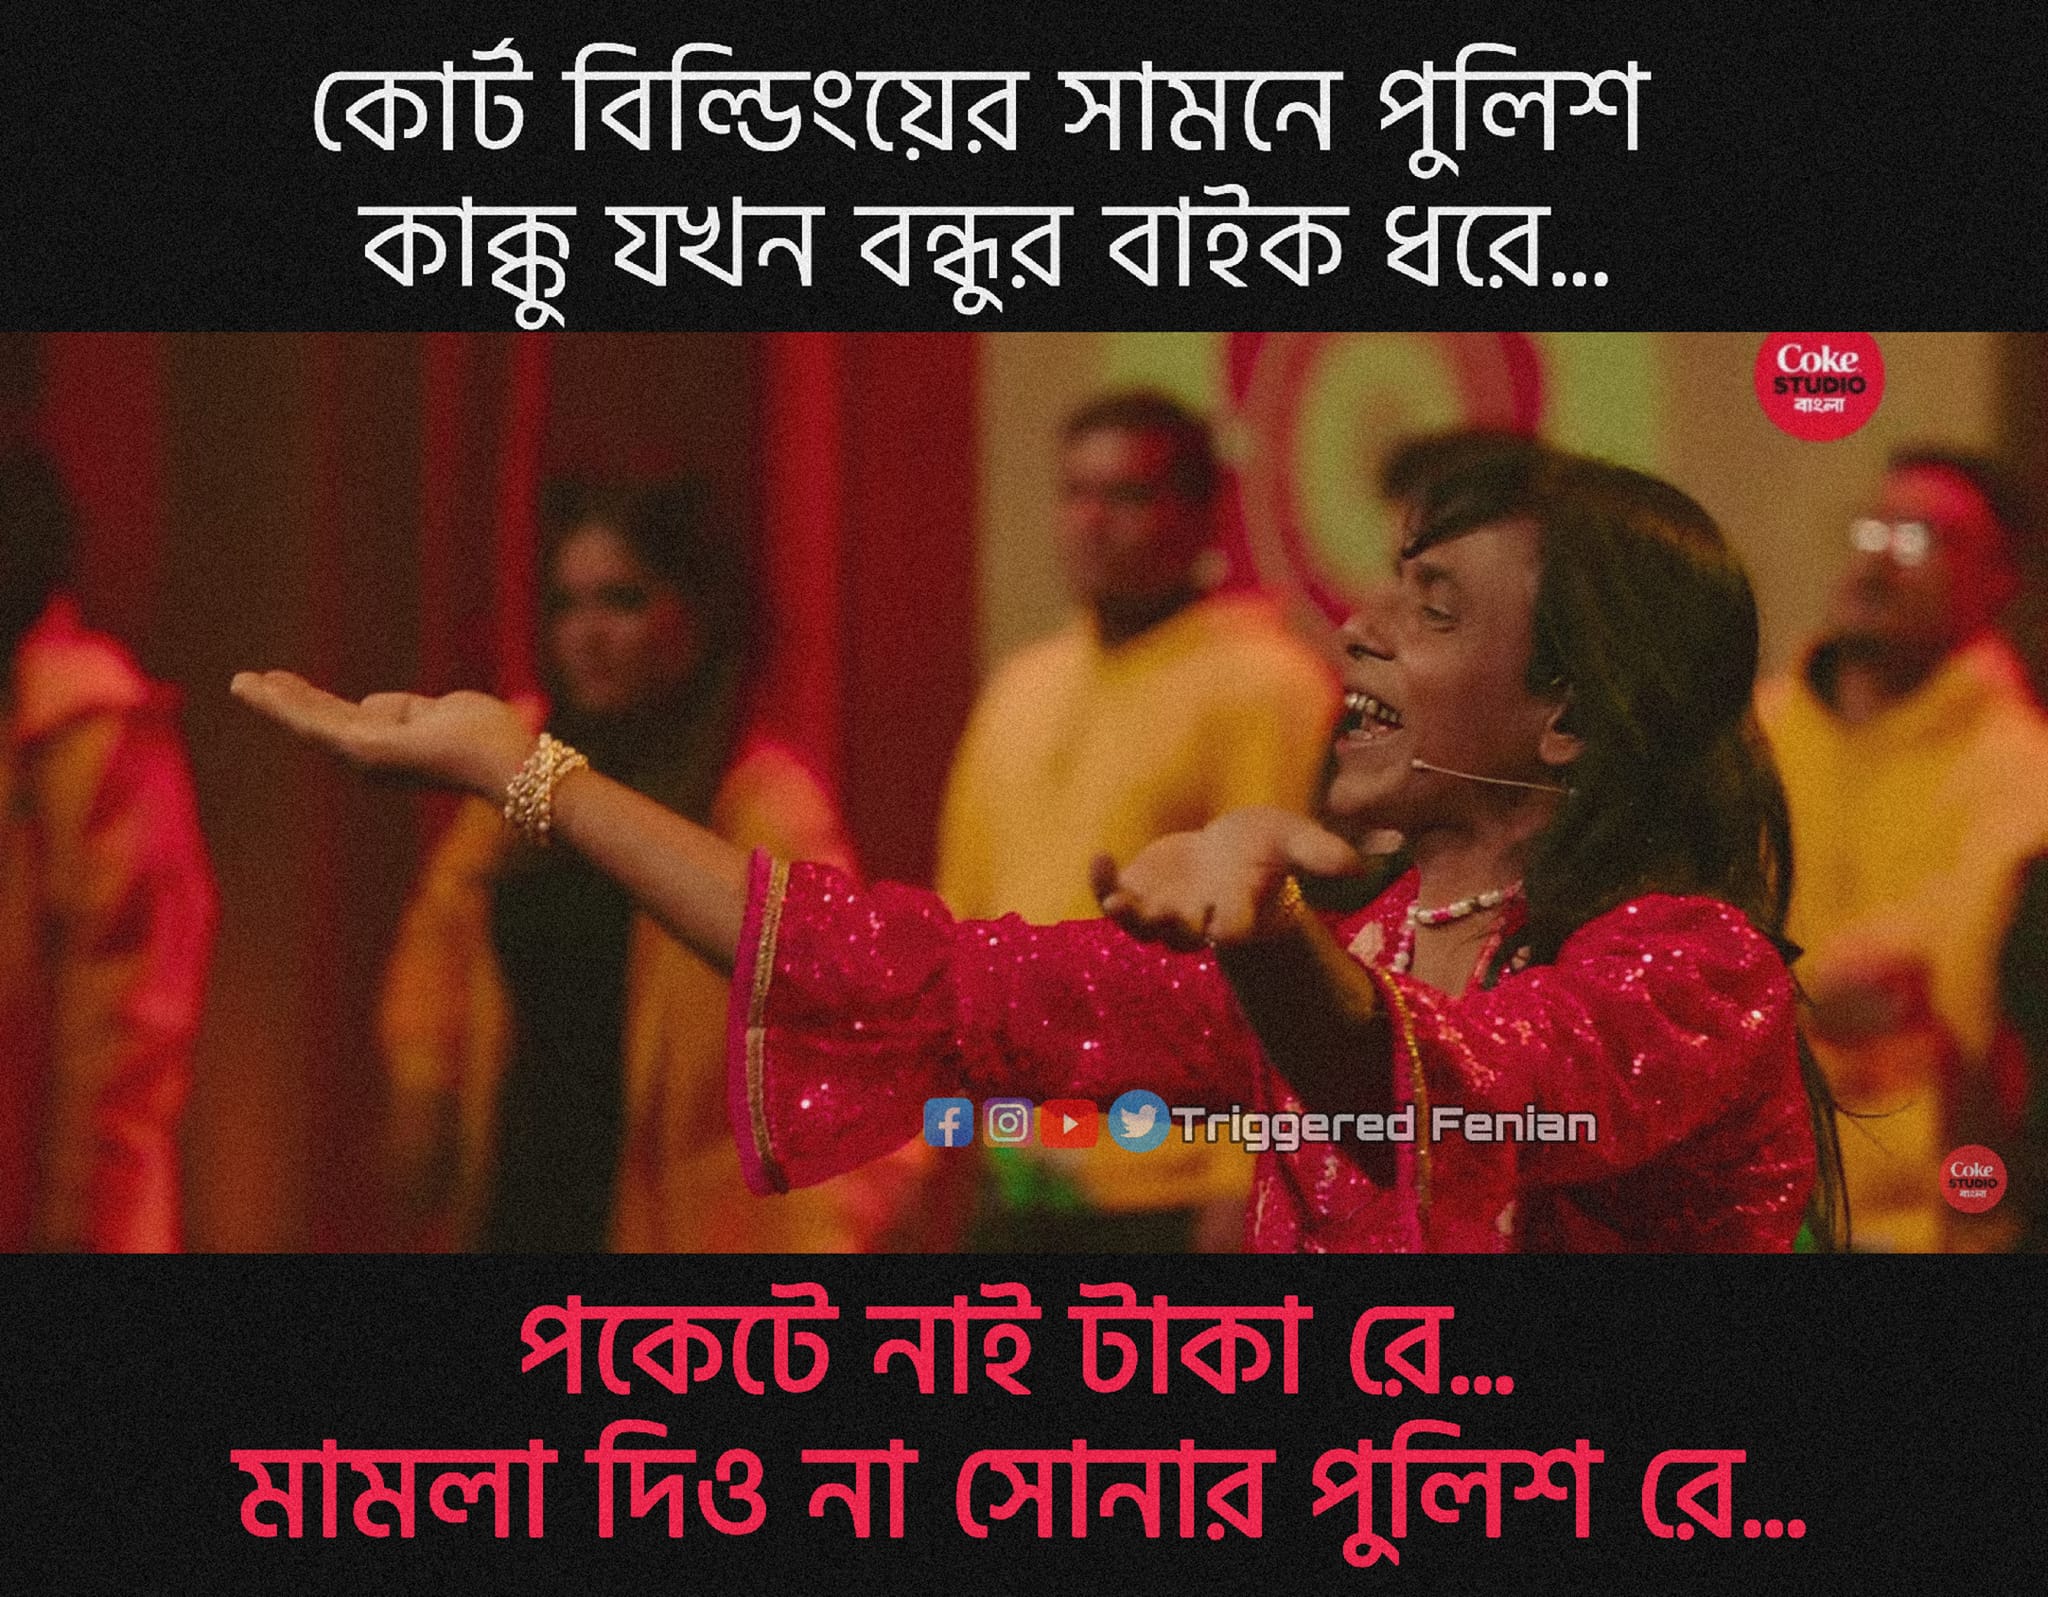 কোর্ট বিল্ডিংয়ের সামনে পুলিশ
কাক্কু যখন বন্ধুর বাইক ধরে...
Coke
STUDIO
বাংলা
Triggered Fenian
Coke
STUDIO
বাংলা
পকেটে নাই টাকা রে...
মামলা দিও না সোনার পুলিশ রে...